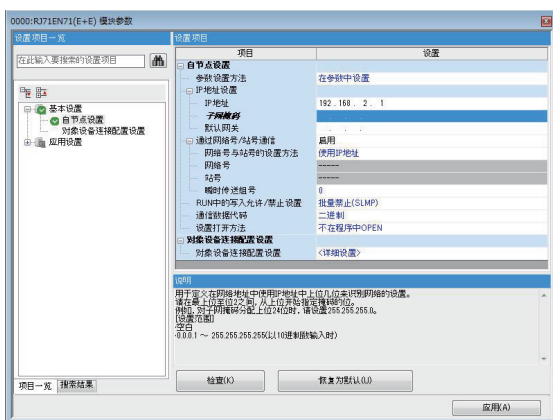 0000:RJ71EN71(E+E) 模块参数
设置项目一览
在此输入要搜索的设置项目
基本设置
自节点设置
对象设备连接配置设置
应用设置
项目一览 搜索结果
设置项目
项目 设置
自节点设置
参数设置方法 在参数中设置
IP地址设置
IP地址 192 . 168 . 2 . 1
子网掩码 . . .
默认网关 . . .
通过网络号/站号通信 启用
网络号与站号的设置方法 使用IP地址
网络号 -----
站号 -----
瞬时传送组号 0
RUN中的写入允许/禁止设置 批量禁止(SLMP)
通信数据代码 二进制
设置打开方法 不在程序中OPEN
对象设备连接配置设置
对象设备连接配置设置 <详细设置>
说明
用于定义在网络地址中使用IP地址中上位几位来识别网络的设置。
请在最上位至位2之间,从上位开始指定掩码的位。
例如,对子网掩码分配上位24位时,请设置255.255.255.0。
[设置范围]
·空白
·0.0.0.1 ～ 255.255.255.255(以10进制数输入时)
检查(K) 恢复为默认(U)
应用(A)